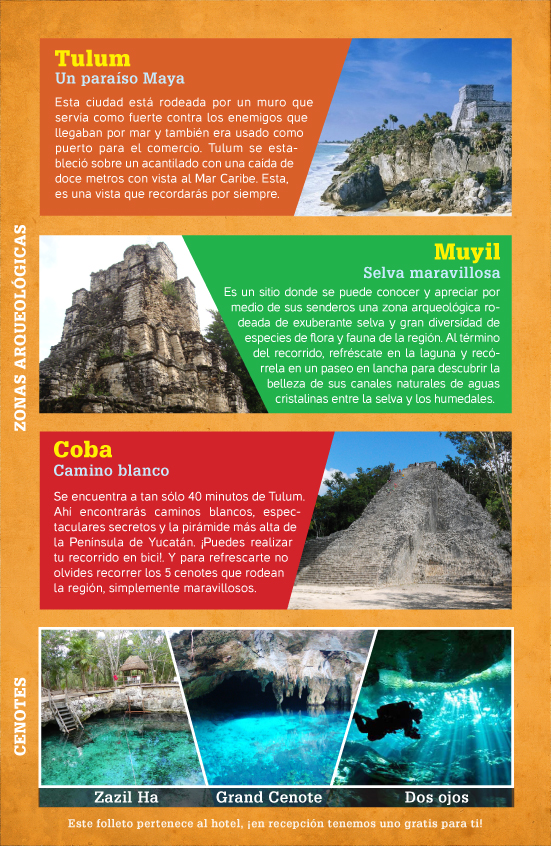 Tulum
Un paraíso Maya
Esta ciudad está rodeada por un muro que
servía como fuerte contra los enemigos que
llegaban por mar y también era usado como
puerto para el comercio. Tulum se esta-
bleció sobre un acantilado con una caída de
doce metros con vista al Mar Caribe. Esta,
es una vista que recordarás por siempre.
ZONAS ARQUEOLÓGICAS
Muyil
Selva maravillosa
Es un sitio donde se puede conocer y apreciar por
medio de sus senderos una zona arqueológica ro-
deada de exuberante selva y gran diversidad de
especies de flora y fauna de la región. Al término
del recorrido, refréscate en la laguna y recó-
rrela en un paseo en lancha para descubrir la
belleza de sus canales naturales de aguas
cristalinas entre la selva y los humedales.
Coba
Camino blanco
Se encuentra a tan sólo 40 minutos de Tulum.
Ahí encontrarás caminos blancos, espec-
taculares secretos y la pirámide más alta de
la Península de Yucatán. ¡Puedes realizar
tu recorrido en bici!. Y para refrescarte no
olvides recorrer los 5 cenotes que rodean
la región, simplemente maravillosos.
CENOTES
Zazil Ha
Grand Cenote
Dos ojos
Este folleto pertenece al hotel, ¡en recepción tenemos uno gratis para ti!